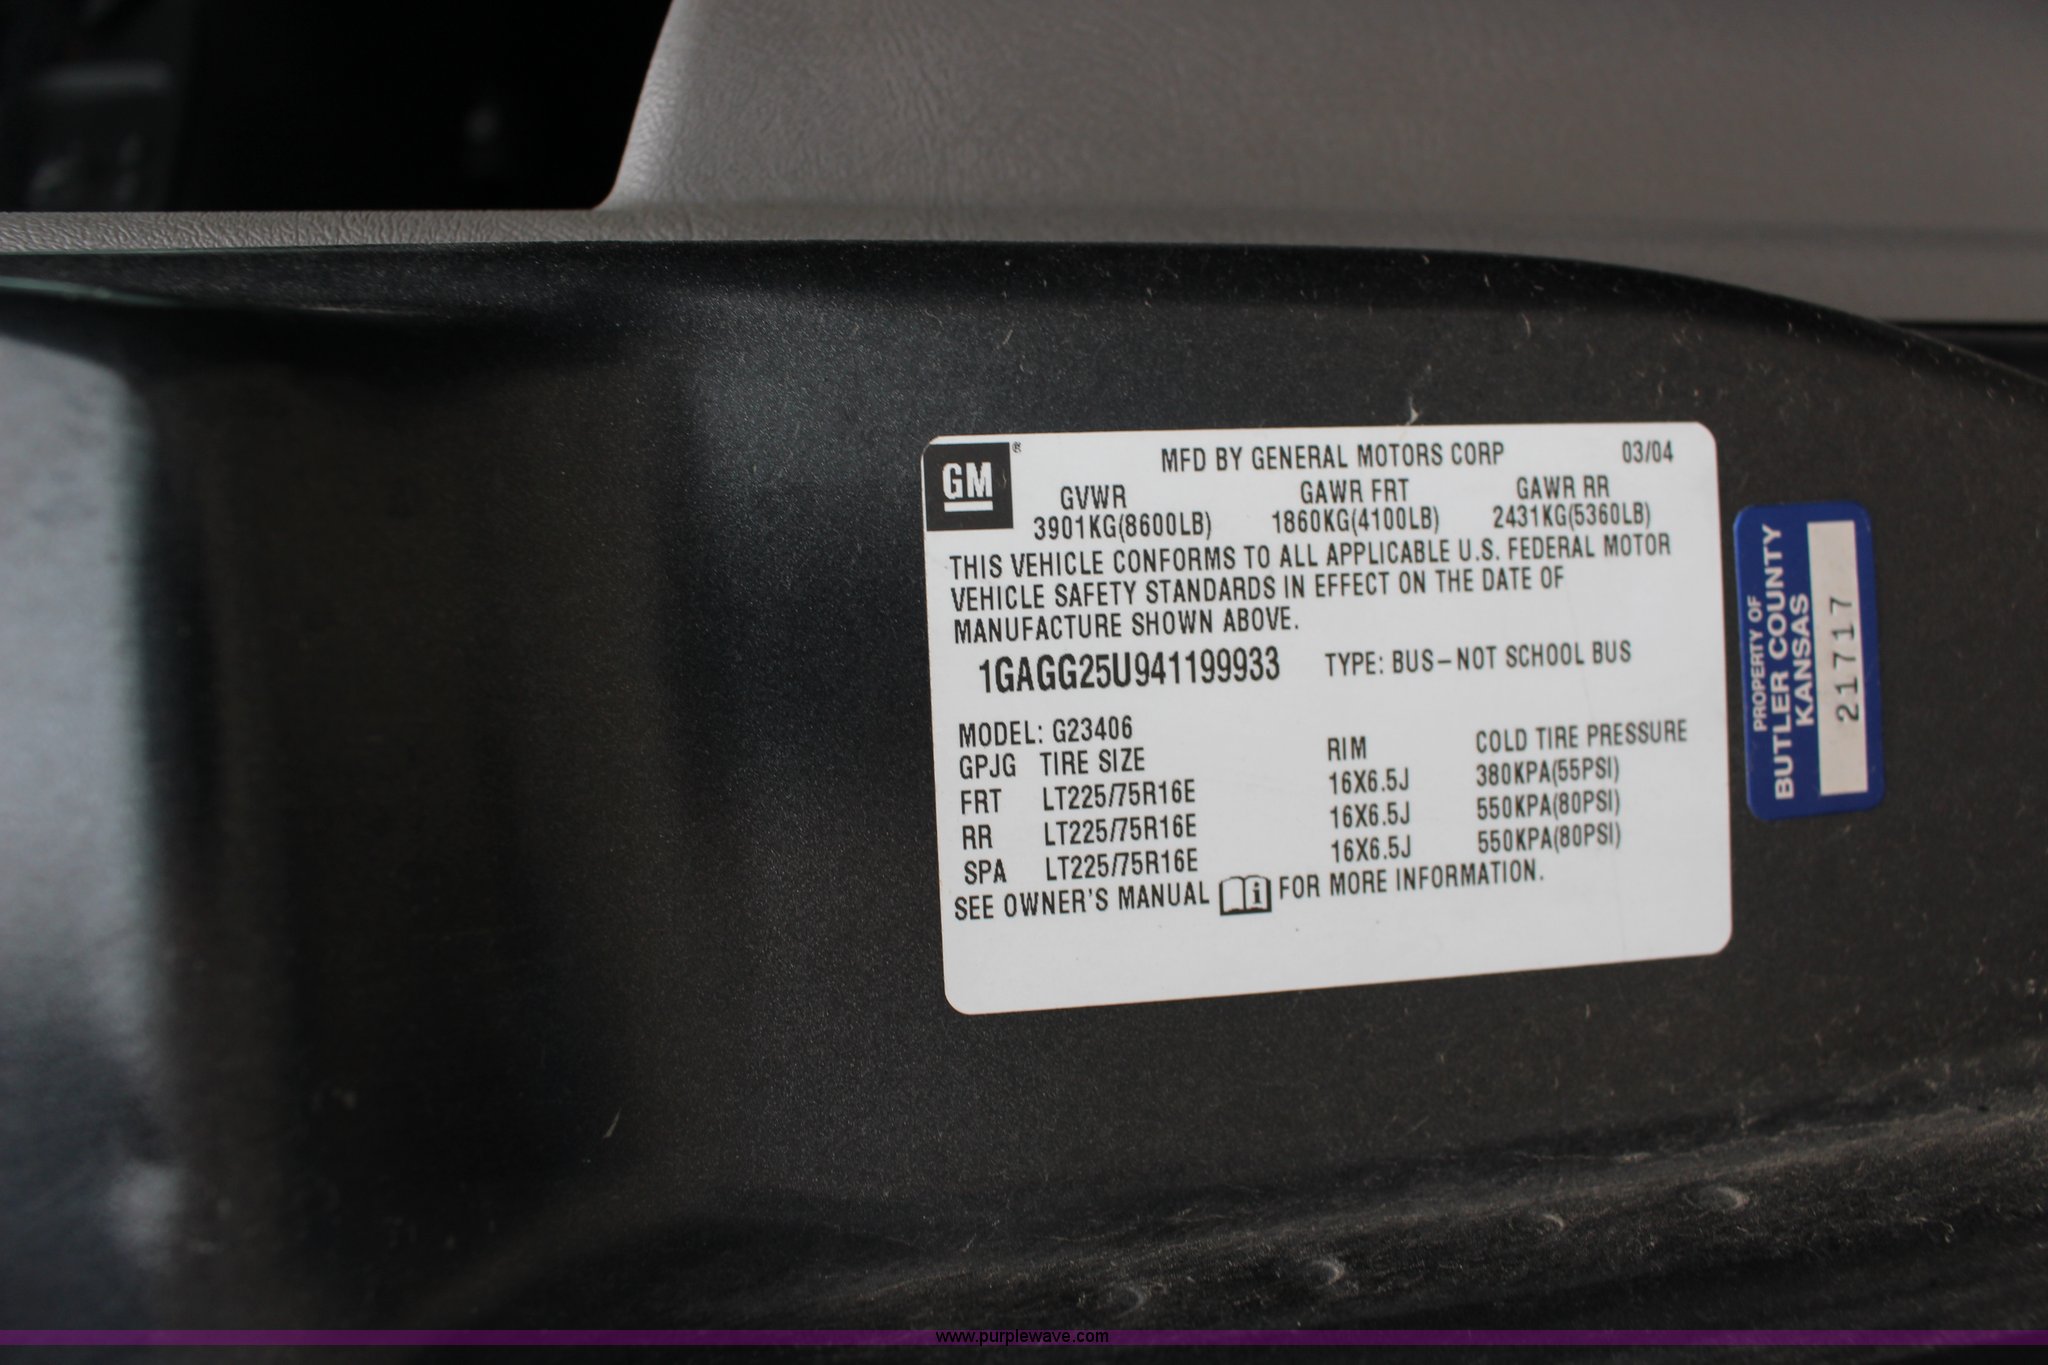 GM®
MFD BY GENERAL MOTORS CORP 03/04
GVWR GAWR FRT GAWR RR
3901KG(8600LB) 1860KG(4100LB) 2431KG(5360LB)
THIS VEHICLE CONFORMS TO ALL APPLICABLE U.S. FEDERAL MOTOR
VEHICLE SAFETY STANDARDS IN EFFECT ON THE DATE OF
MANUFACTURE SHOWN ABOVE.
1GAGG25U941199933 TYPE: BUS-NOT SCHOOL BUS
MODEL: G23406
GPJG TIRE SIZE RIM COLD TIRE PRESSURE
FRT LT225/75R16E 16X6.5J 380KPA(55PSI)
RR LT225/75R16E 16X6.5J 550KPA(80PSI)
SPA LT225/75R16E 16X6.5J 550KPA(80PSI)
SEE OWNER'S MANUAL i FOR MORE INFORMATION.
PROPERTY OF
BUTLER COUNTY
KANSAS
21717
www.purplewave.com